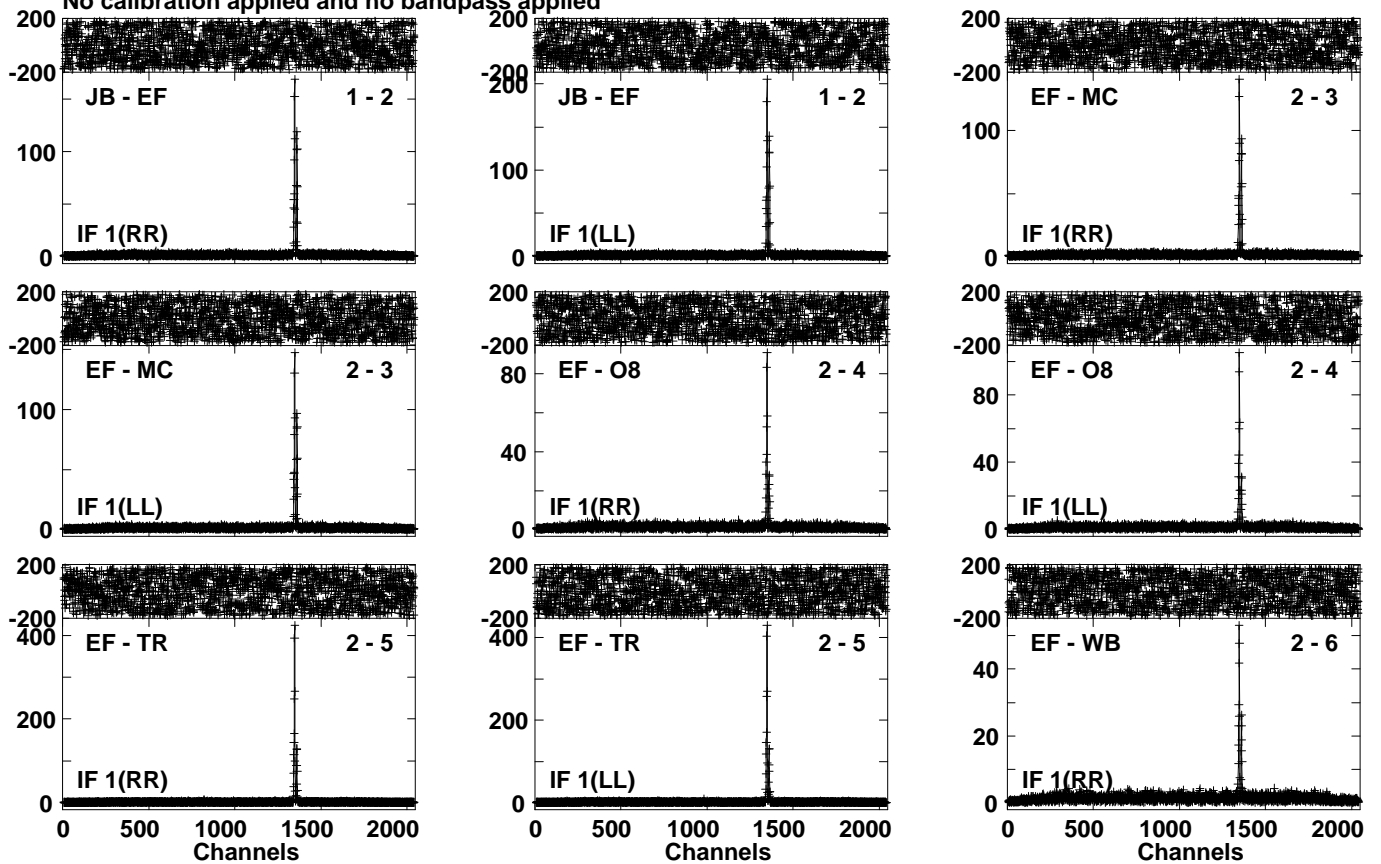 No calibration applied and no bandpass applied
200 200 200
-200 -200 -200
200
JB - EF 1 - 2 JB - EF 1 - 2 EF - MC 2 - 3
100 100 100
IF 1(RR) IF 1(LL) IF 1(RR)
0 0 0
200 200 200
-200 -200 -200
EF - MC 2 - 3 EF - O8 2 - 4 EF - O8 2 - 4
80 80
100
40 40
IF 1(LL) IF 1(RR) IF 1(LL)
0 0 0
200 200 200
-200 -200 -200
400 400
EF - TR 2 - 5 EF - TR 2 - 5 EF - WB 2 - 6
40
200 200 20
IF 1(RR) IF 1(LL) IF 1(RR)
0 0 0
0 500 1000 1500 2000 0 500 1000 1500 2000 0 500 1000 1500 2000
Channels Channels Channels